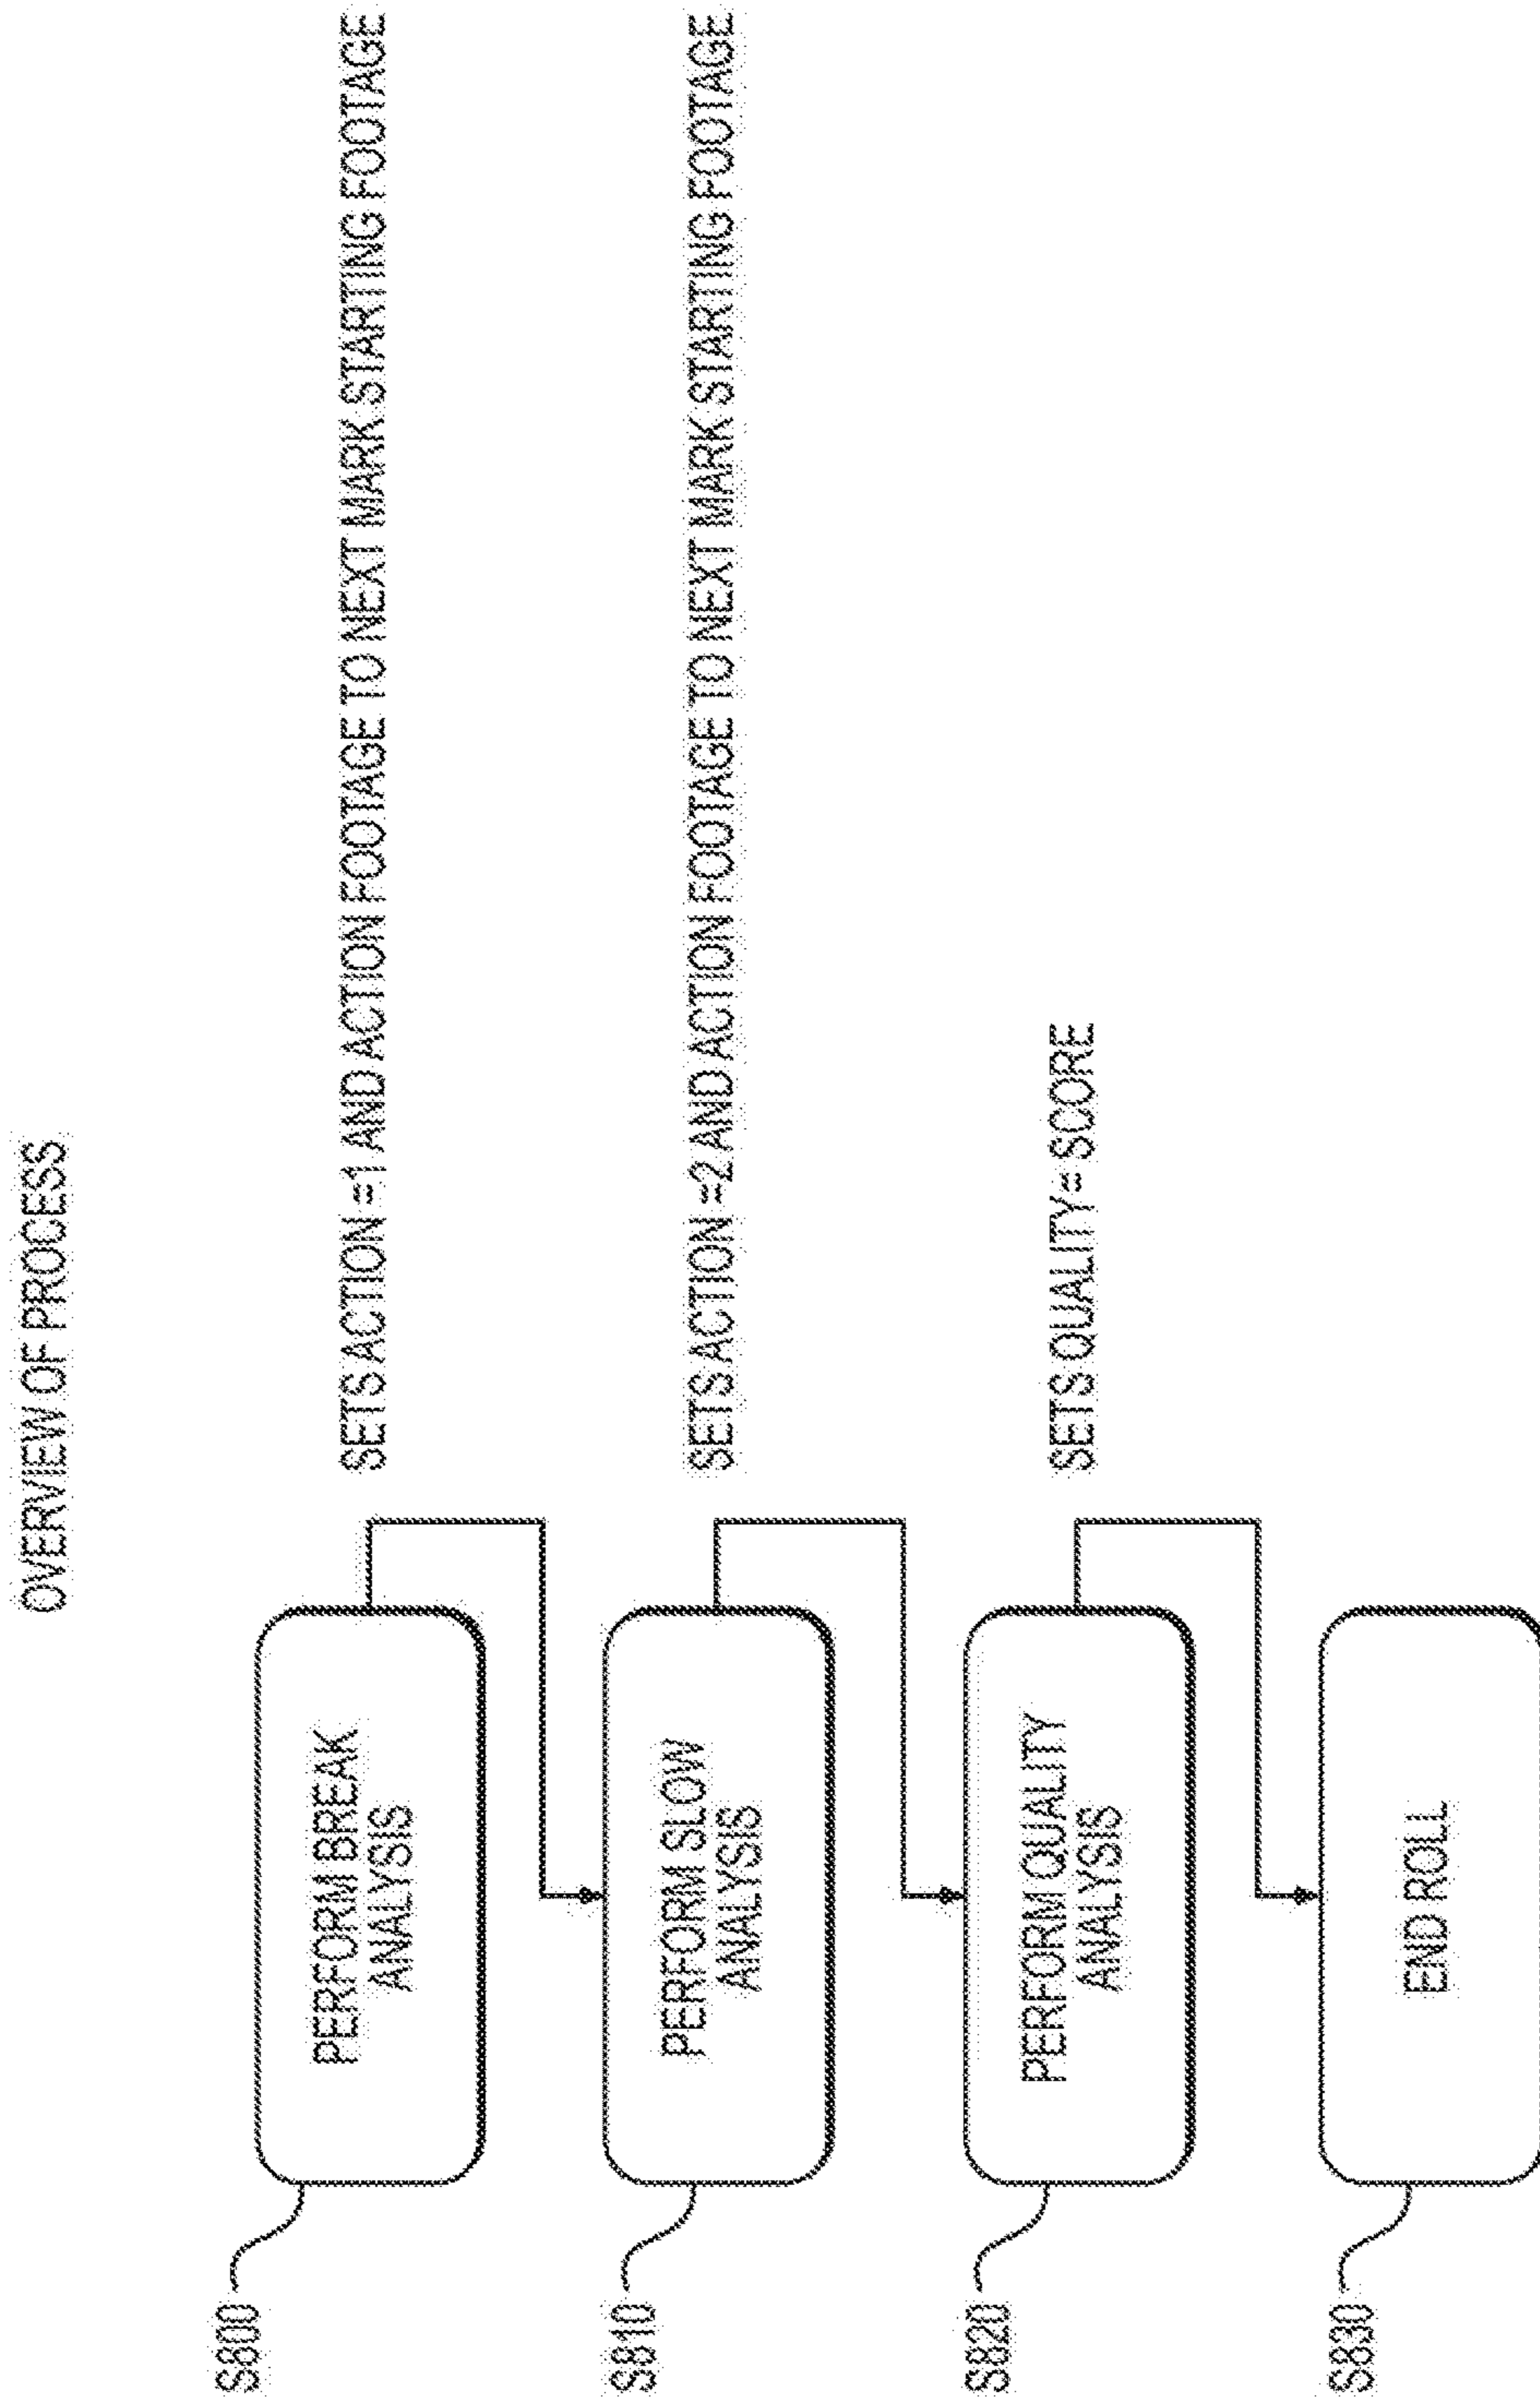 OVERVIEW OF PROCESS
S800
PERFORM BREAK
ANALYSIS
SETS ACTION =1 AND ACTION FOOTAGE TO NEXT MARK STARTING FOOTAGE
S810
PERFORM SLOW
ANALYSIS
SETS ACTION =2 AND ACTION FOOTAGE TO NEXT MARK STARTING FOOTAGE
S820
PERFORM QUALITY
ANALYSIS
SETS QUALITY= SCORE
S830
END ROLL